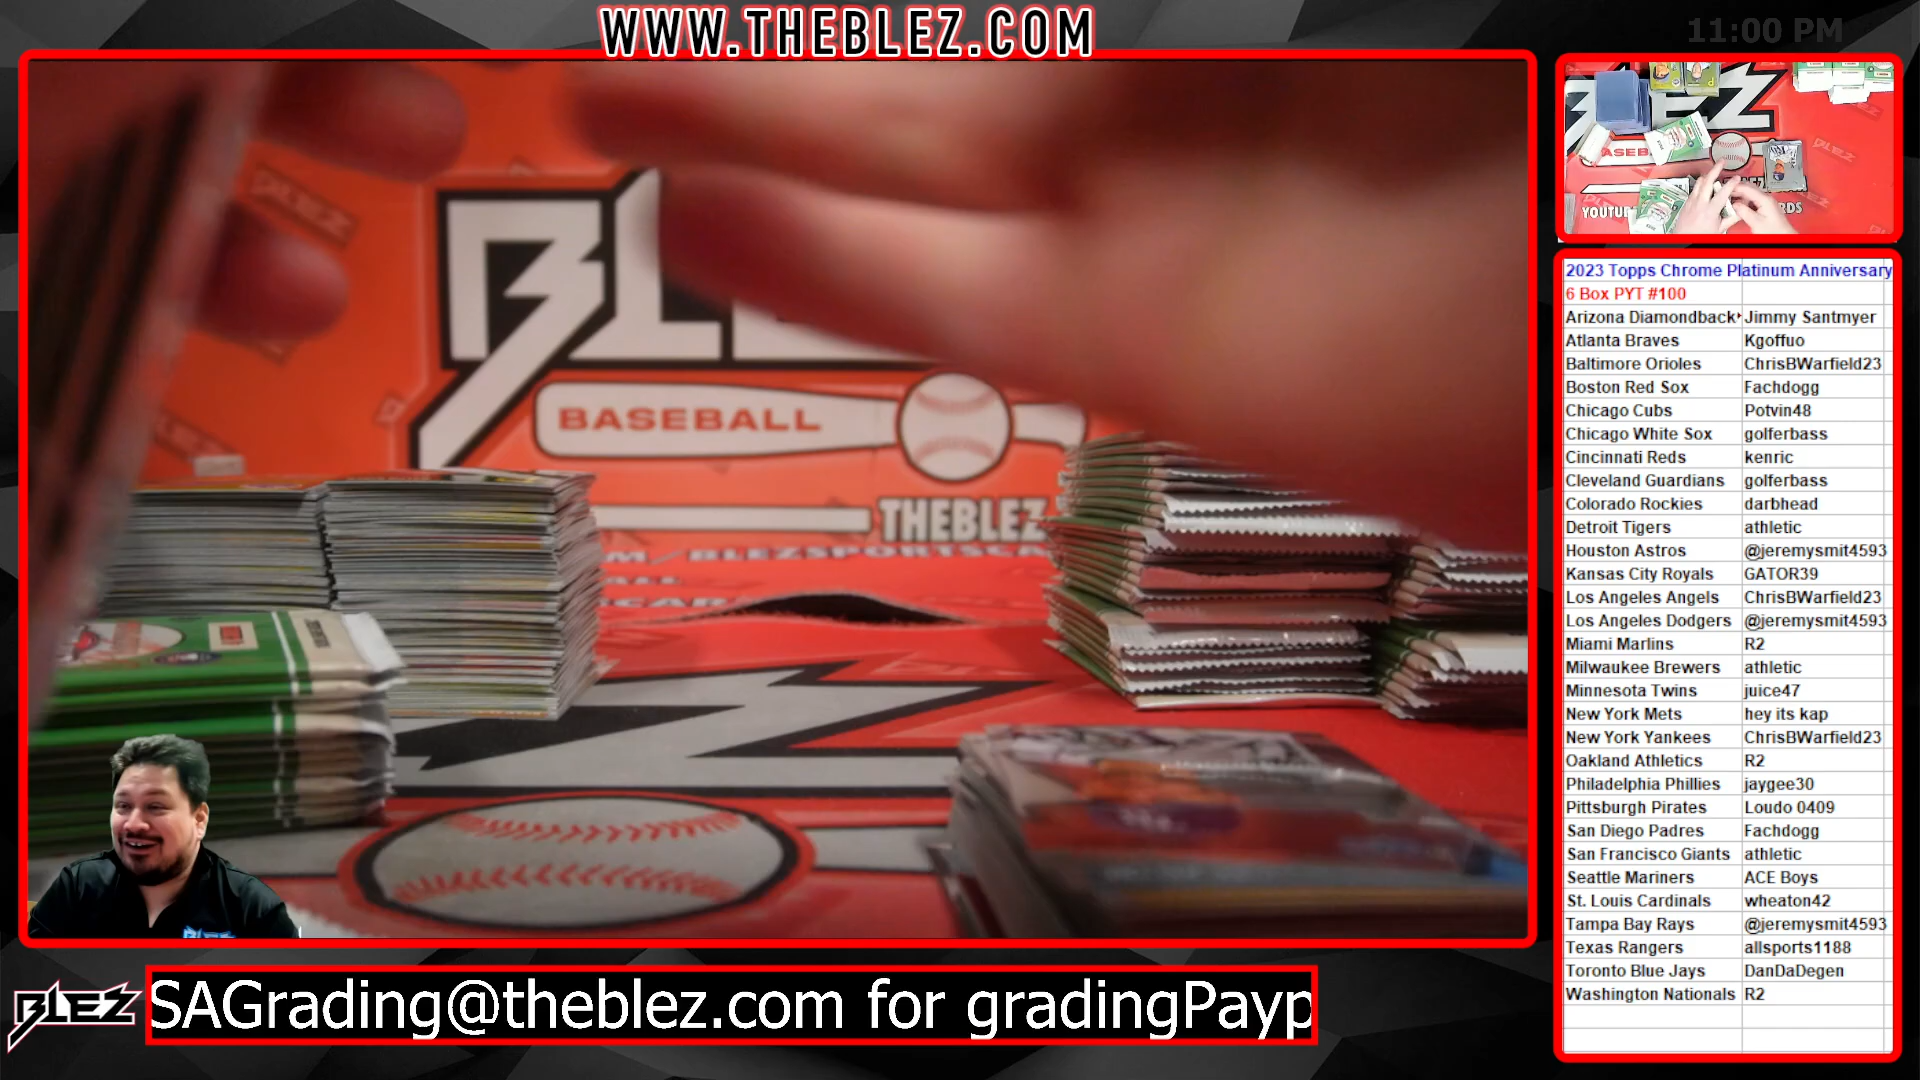 WWW.THEBLEZ.COM
11:00 PM
BLEZ
BASEBALL
THEBLEZ
M/BLEZSPORTSCA
BLEZ
BASEB
YOUTU
RDS
2023 Topps Chrome Platinum Anniversary
6 Box PYT #100
Arizona Diamondback Jimmy Santmyer
Atlanta Braves Kgoffuo
Baltimore Orioles ChrisBWarfield23
Boston Red Sox Fachdogg
Chicago Cubs Potvin48
Chicago White Sox golferbass
Cincinnati Reds kenric
Cleveland Guardians golferbass
Colorado Rockies darbhead
Detroit Tigers athletic
Houston Astros @jeremysmit4593
Kansas City Royals GATOR39
Los Angeles Angels ChrisBWarfield23
Los Angeles Dodgers @jeremysmit4593
Miami Marlins R2
Milwaukee Brewers athletic
Minnesota Twins juice47
New York Mets hey its kap
New York Yankees ChrisBWarfield23
Oakland Athletics R2
Philadelphia Phillies jaygee30
Pittsburgh Pirates Loudo 0409
San Diego Padres Fachdogg
San Francisco Giants athletic
Seattle Mariners ACE Boys
St. Louis Cardinals wheaton42
Tampa Bay Rays @jeremysmit4593
Texas Rangers allsports1188
Toronto Blue Jays DanDaDegen
Washington Nationals R2
BLEZ
SAGrading@theblez.com for gradingPayp